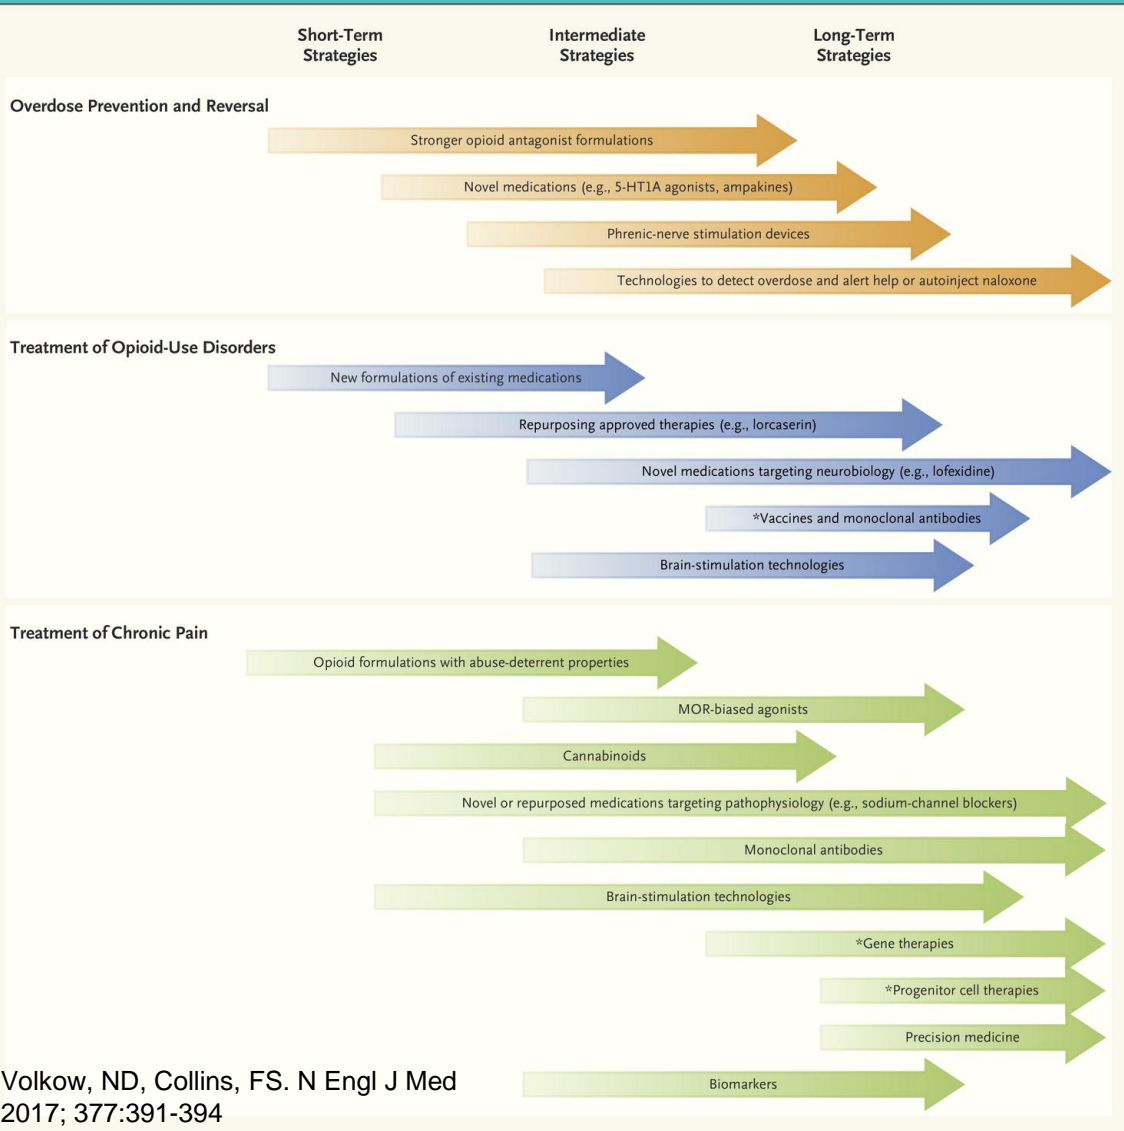 Short-Term
Strategies
Intermediate
Strategies
Long-Term
Strategies
Overdose Prevention and Reversal
Stronger opioid antagonist formulations
Novel medications (e.g., 5-HT1A agonists, ampakines)
Phrenic-nerve stimulation devices
Technologies to detect overdose and alert help or autoinject naloxone
Treatment of Opioid-Use Disorders
New formulations of existing medications
Repurposing approved therapies (e.g., lorcaserin)
Novel medications targeting neurobiology (e.g., lofexidine)
*Vaccines and monoclonal antibodies
Brain-stimulation technologies
Treatment of Chronic Pain
Opioid formulations with abuse-deterrent properties
MOR-biased agonists
Cannabinoids
Novel or repurposed medications targeting pathophysiology (e.g., sodium-channel blockers)
Monoclonal antibodies
Brain-stimulation technologies
*Gene therapies
*Progenitor cell therapies
Precision medicine
Biomarkers
Volkow, ND, Collins, FS. N Engl J Med
2017; 377:391-394